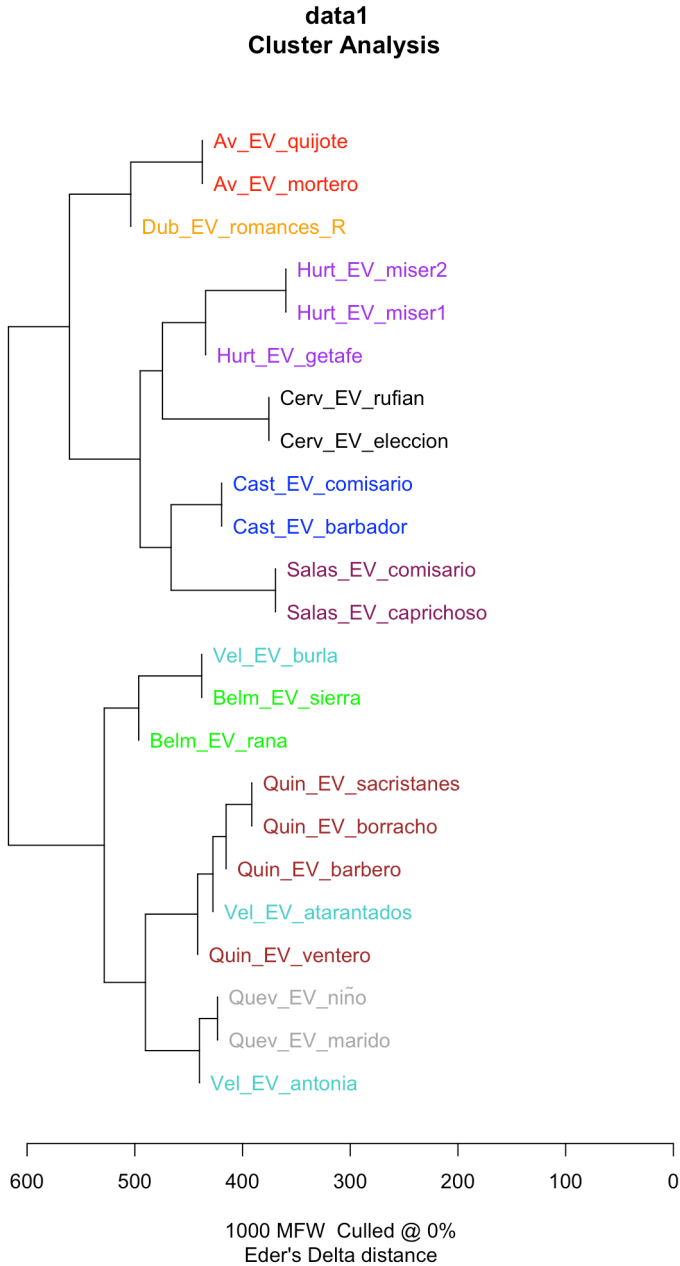 data1
Cluster Analysis
Av_EV_quijote
Av_EV_mortero
Dub_EV_romances_R
Hurt_EV_miser2
Hurt_EV_miser1
Hurt_EV_getafe
Cerv_EV_rufian
Cerv_EV_eleccion
Cast_EV_comisario
Cast_EV_barbador
Salas_EV_comisario
Salas_EV_caprichoso
Vel_EV_burla
Belm_EV_sierra
Belm_EV_rana
Quin_EV_sacristanes
Quin_EV_borracho
Quin_EV_barbero
Vel_EV_atarantados
Quin_EV_ventero
Quev_EV_niño
Quev_EV_marido
Vel_EV_antonia
600 500 400 300 200 100 0
1000 MFW Culled @ 0%
Eder's Delta distance